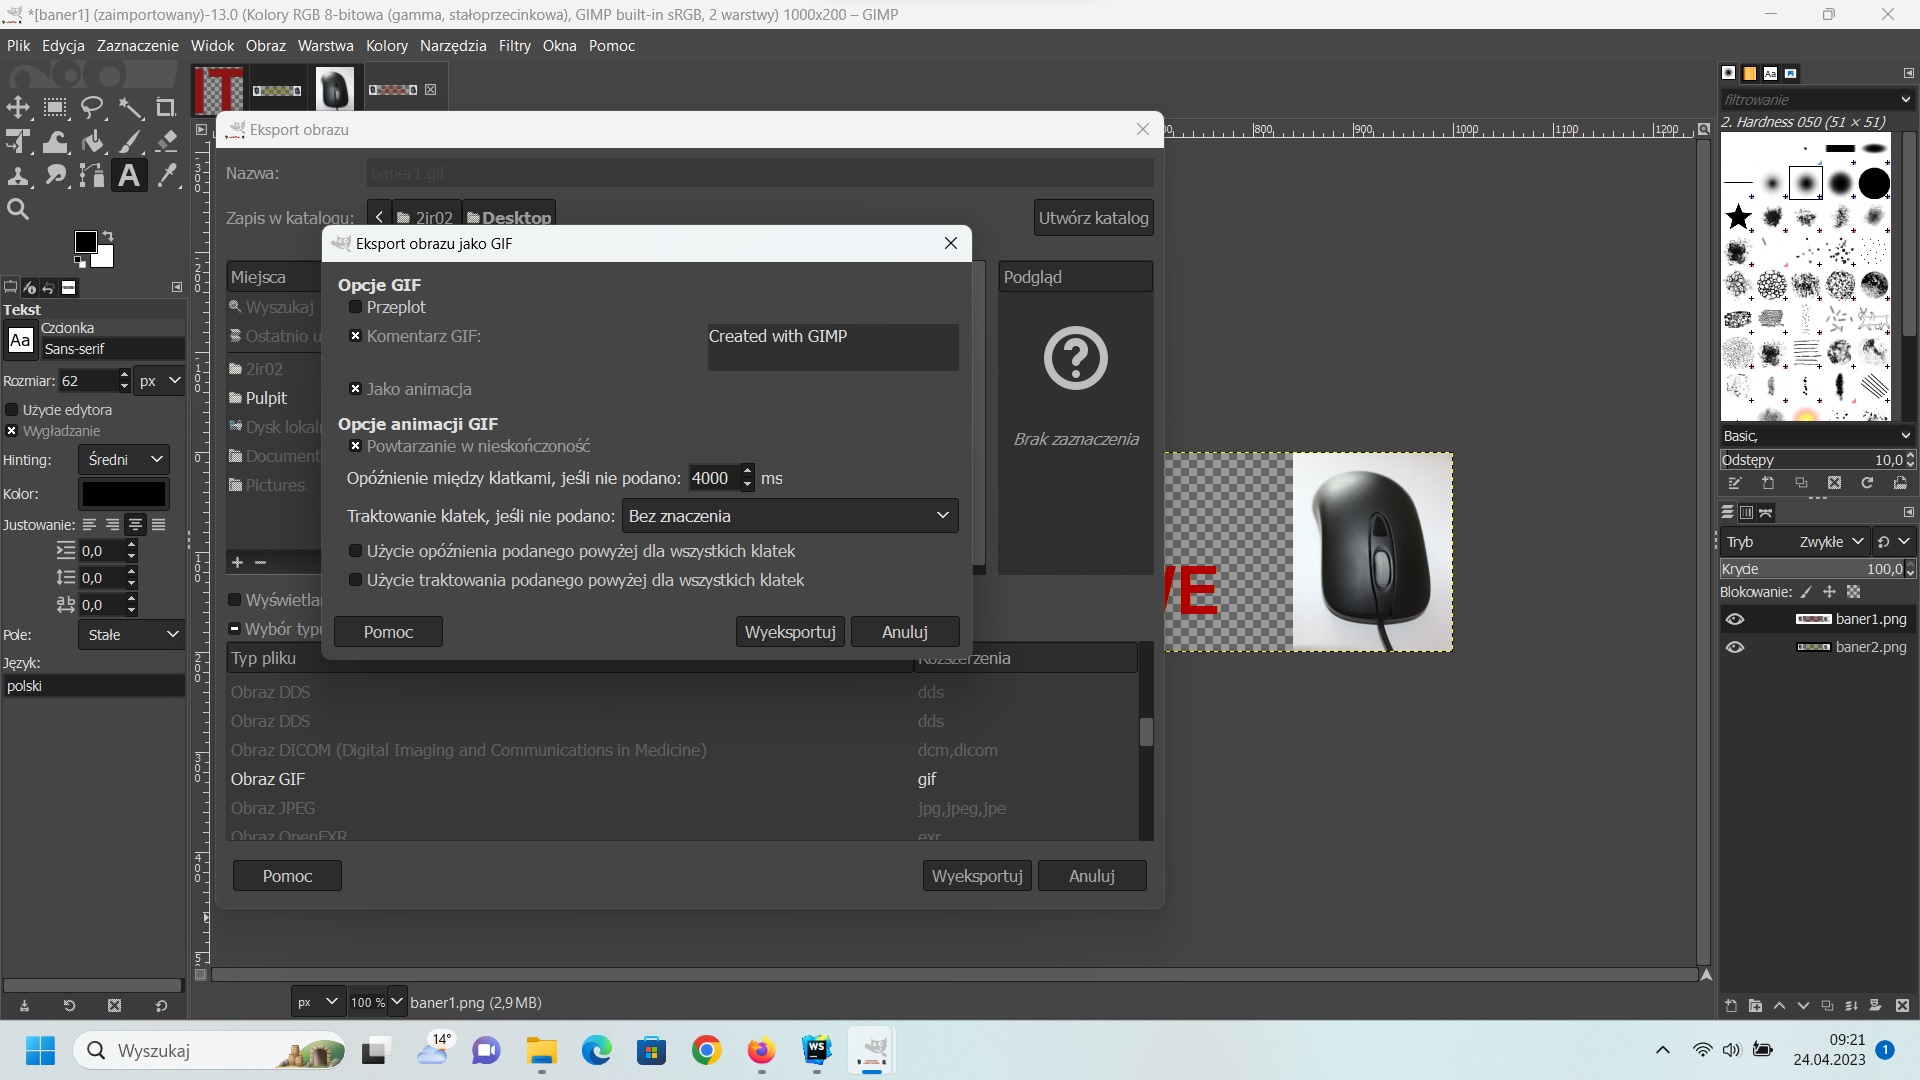 *[baner1] (zaimportowany)-13.0 (Kolory RGB 8-bitowa (gamma, stałoprzecinkowa), GIMP built-in sRGB, 2 warstwy) 1000x200 – GIMP
Plik Edycja Zaznaczenie Widok Obraz Warstwa Kolory Narzędzia Filtry Okna Pomoc
Eksport obrazu
Nazwa: baner1.gif
Zapis w katalogu: 2ir02 Desktop Utwórz katalog
Eksport obrazu jako GIF
Opcje GIF
Przeplot
Komentarz GIF: Created with GIMP
Jako animacja
Opcje animacji GIF
Powtarzanie w nieskończoność
Opóźnienie między klatkami, jeśli nie podano: 4000 ms
Traktowanie klatek, jeśli nie podano: Bez znaczenia
Użycie opóźnienia podanego powyżej dla wszystkich klatek
Użycie traktowania podanego powyżej dla wszystkich klatek
Pomoc Wyeksportuj Anuluj
Miejsca
Wyszukaj
Ostatnio u
2ir02
Pulpit
Dysk lokaln
Document
Pictures
Wyświetlan
Wybór typu
Podgląd
Brak zaznaczenia
Typ pliku Rozszerzenia
Obraz DDS dds
Obraz DDS dds
Obraz DICOM (Digital Imaging and Communications in Medicine) dcm,dicom
Obraz GIF gif
Obraz JPEG jpg,jpeg,jpe
Obraz OpenEXR exr
Pomoc Wyeksportuj Anuluj
Tekst
Aa Czcionka
Sans-serif
Rozmiar: 62 px
Użycie edytora
Wygładzanie
Hinting: Średni
Kolor:
Justowanie:
0,0
0,0
0,0
Pole: Stałe
Język:
polski
800 900 1000 1100 1200
WE
filtrowanie
2. Hardness 050 (51 × 51)
Basic,
Odstępy 10,0
Tryb Zwykłe
Krycie 100,0
Blokowanie:
baner1.png
baner2.png
px 100 % baner1.png (2,9 MB)
Wyszukaj
14°
WS
09:21
24.04.2023
1